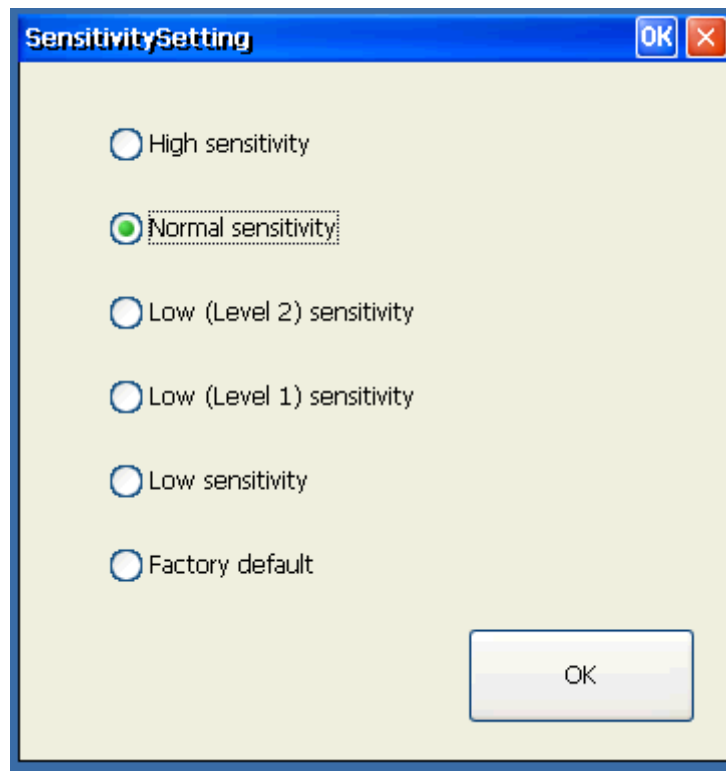 SensitivitySetting OK
High sensitivity
Normal sensitivity
Low (Level 2) sensitivity
Low (Level 1) sensitivity
Low sensitivity
Factory default
OK